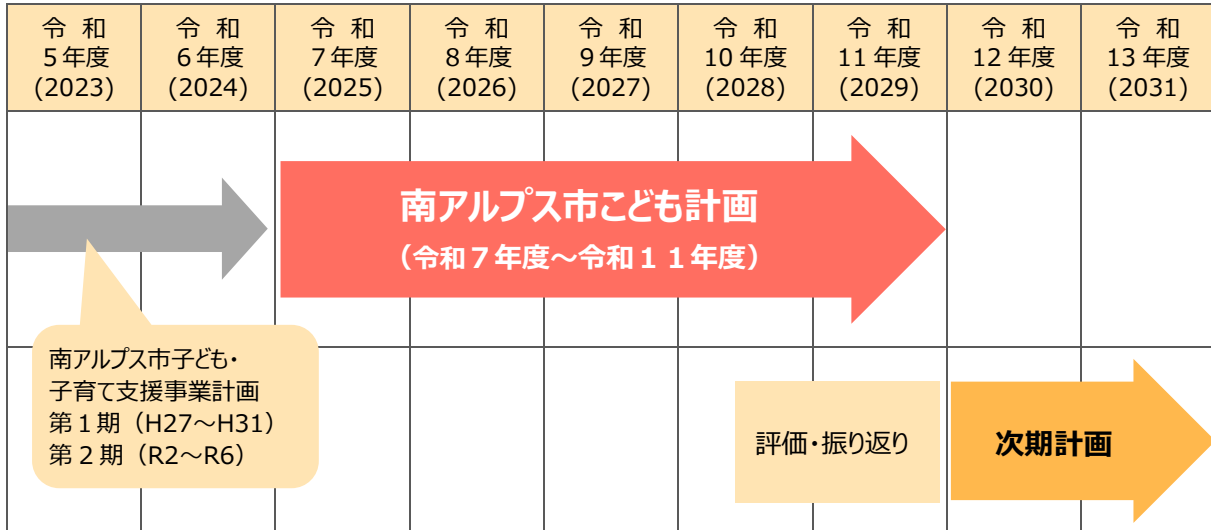 令 和
5 年度
(2023)
令 和
6 年度
(2024)
令 和
7 年度
(2025)
令 和
8 年度
(2026)
令 和
9 年度
(2027)
令 和
10 年度
(2028)
令 和
11 年度
(2029)
令 和
12 年度
(2030)
令 和
13 年度
(2031)
南アルプス市こども計画
（令和７年度～令和１１年度）
南アルプス市子ども・
子育て支援事業計画
第１期（H27～H31）
第２期（R2～R6）
評価・振り返り
次期計画